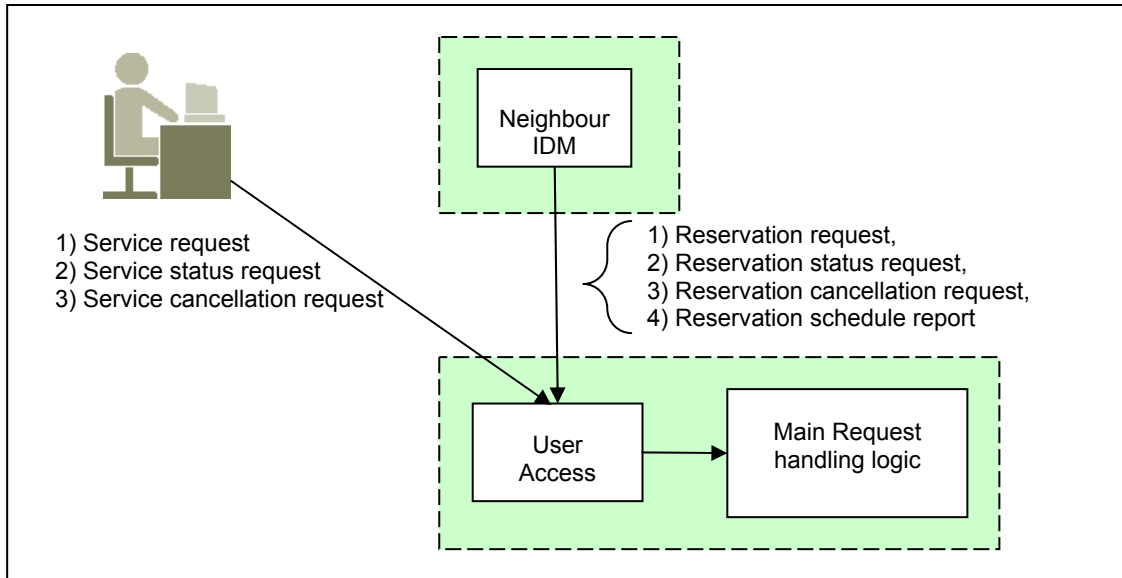 Neighbour
IDM
1) Service request
2) Service status request
3) Service cancellation request
1) Reservation request,
2) Reservation status request,
3) Reservation cancellation request,
4) Reservation schedule report
User
Access
Main Request
handling logic